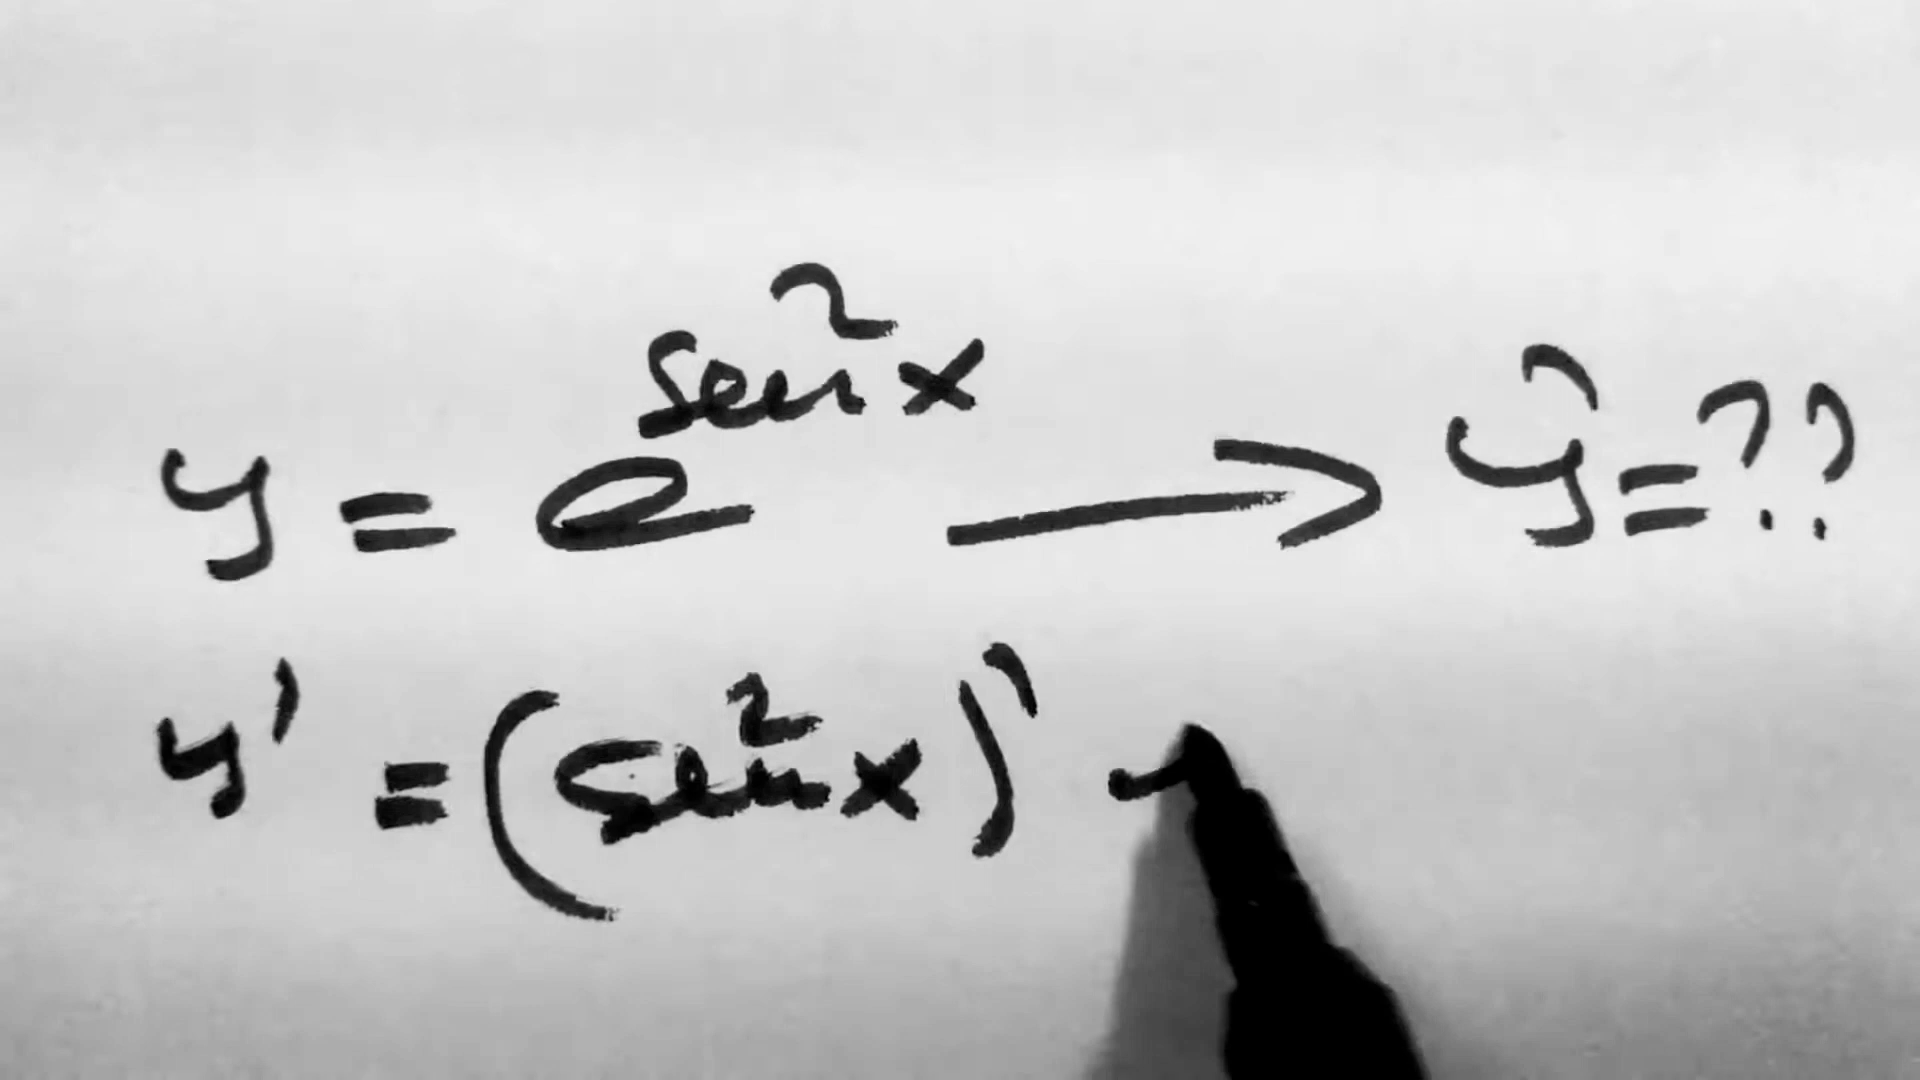 y = e^sen²x → y' = ??
y' = (sen²x)'